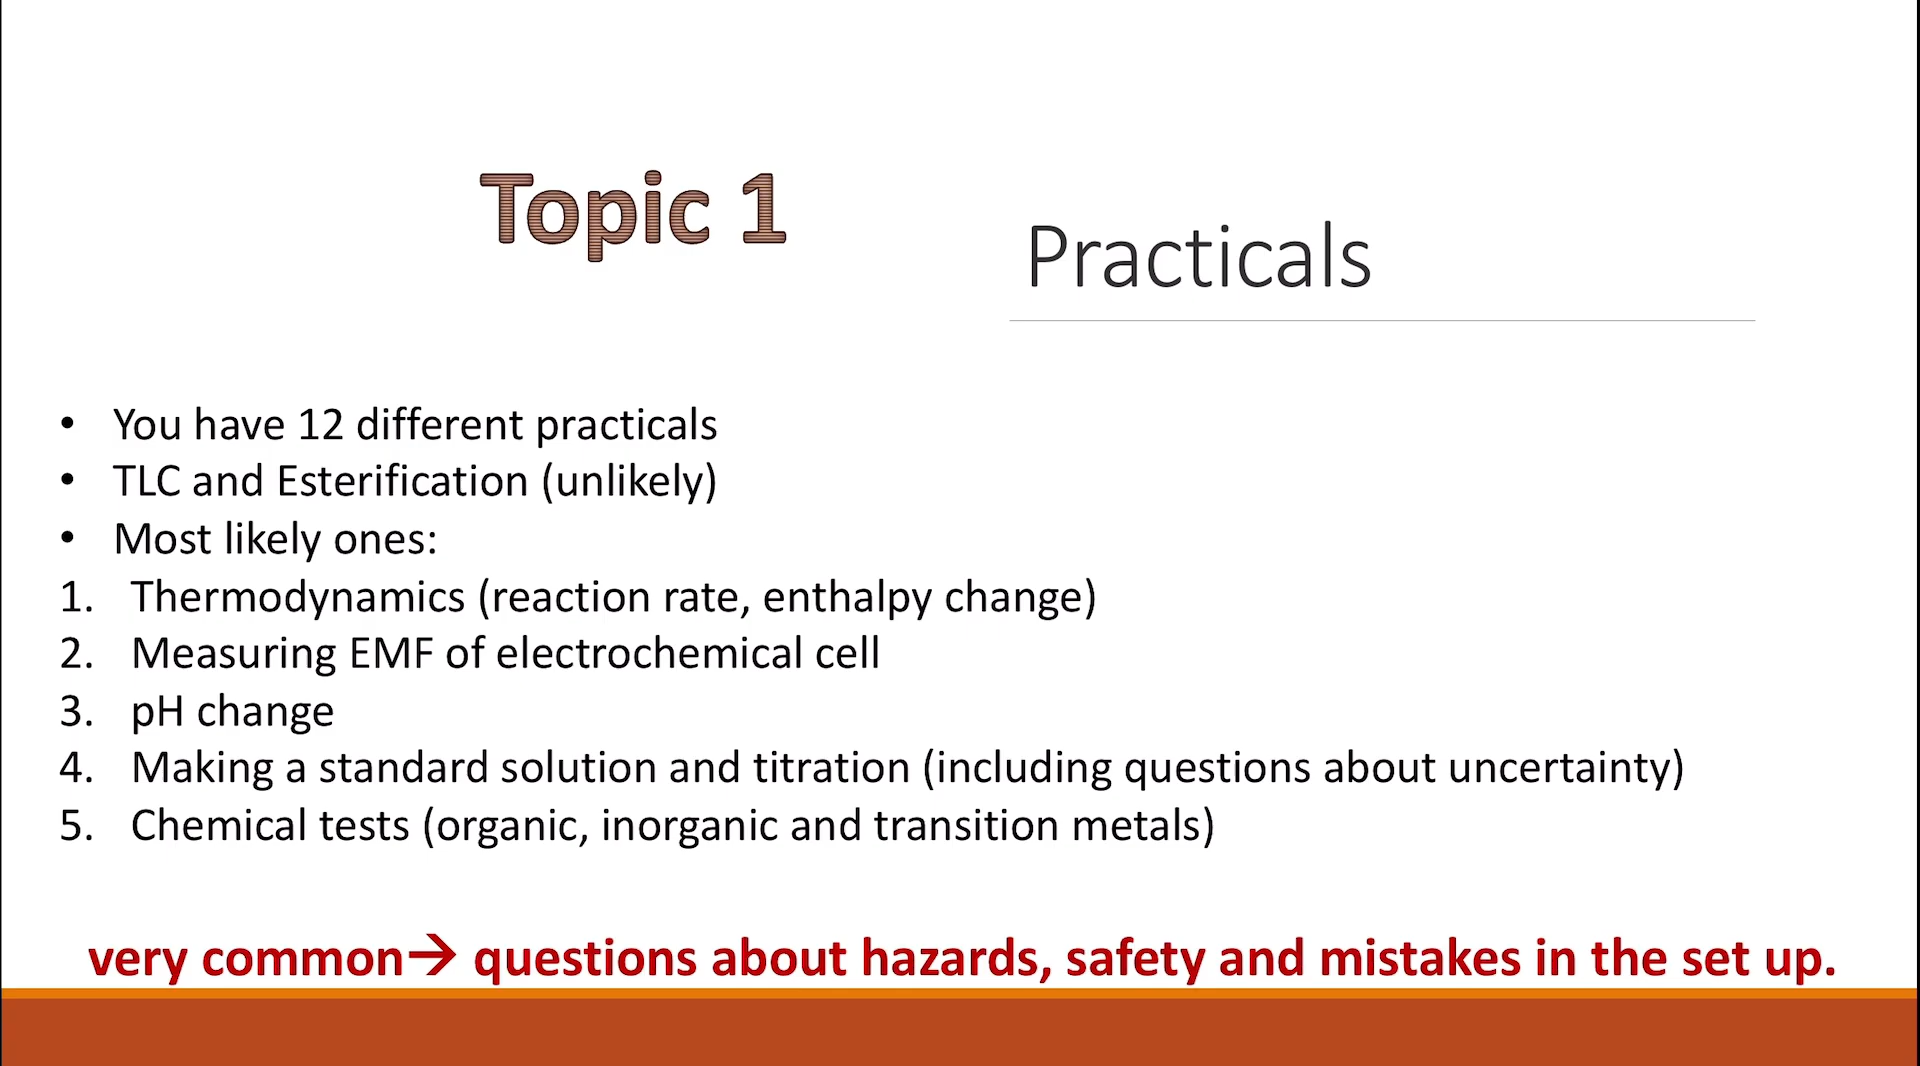 Topic 1
Practicals
• You have 12 different practicals
• TLC and Esterification (unlikely)
• Most likely ones:
1. Thermodynamics (reaction rate, enthalpy change)
2. Measuring EMF of electrochemical cell
3. pH change
4. Making a standard solution and titration (including questions about uncertainty)
5. Chemical tests (organic, inorganic and transition metals)
very common→ questions about hazards, safety and mistakes in the set up.